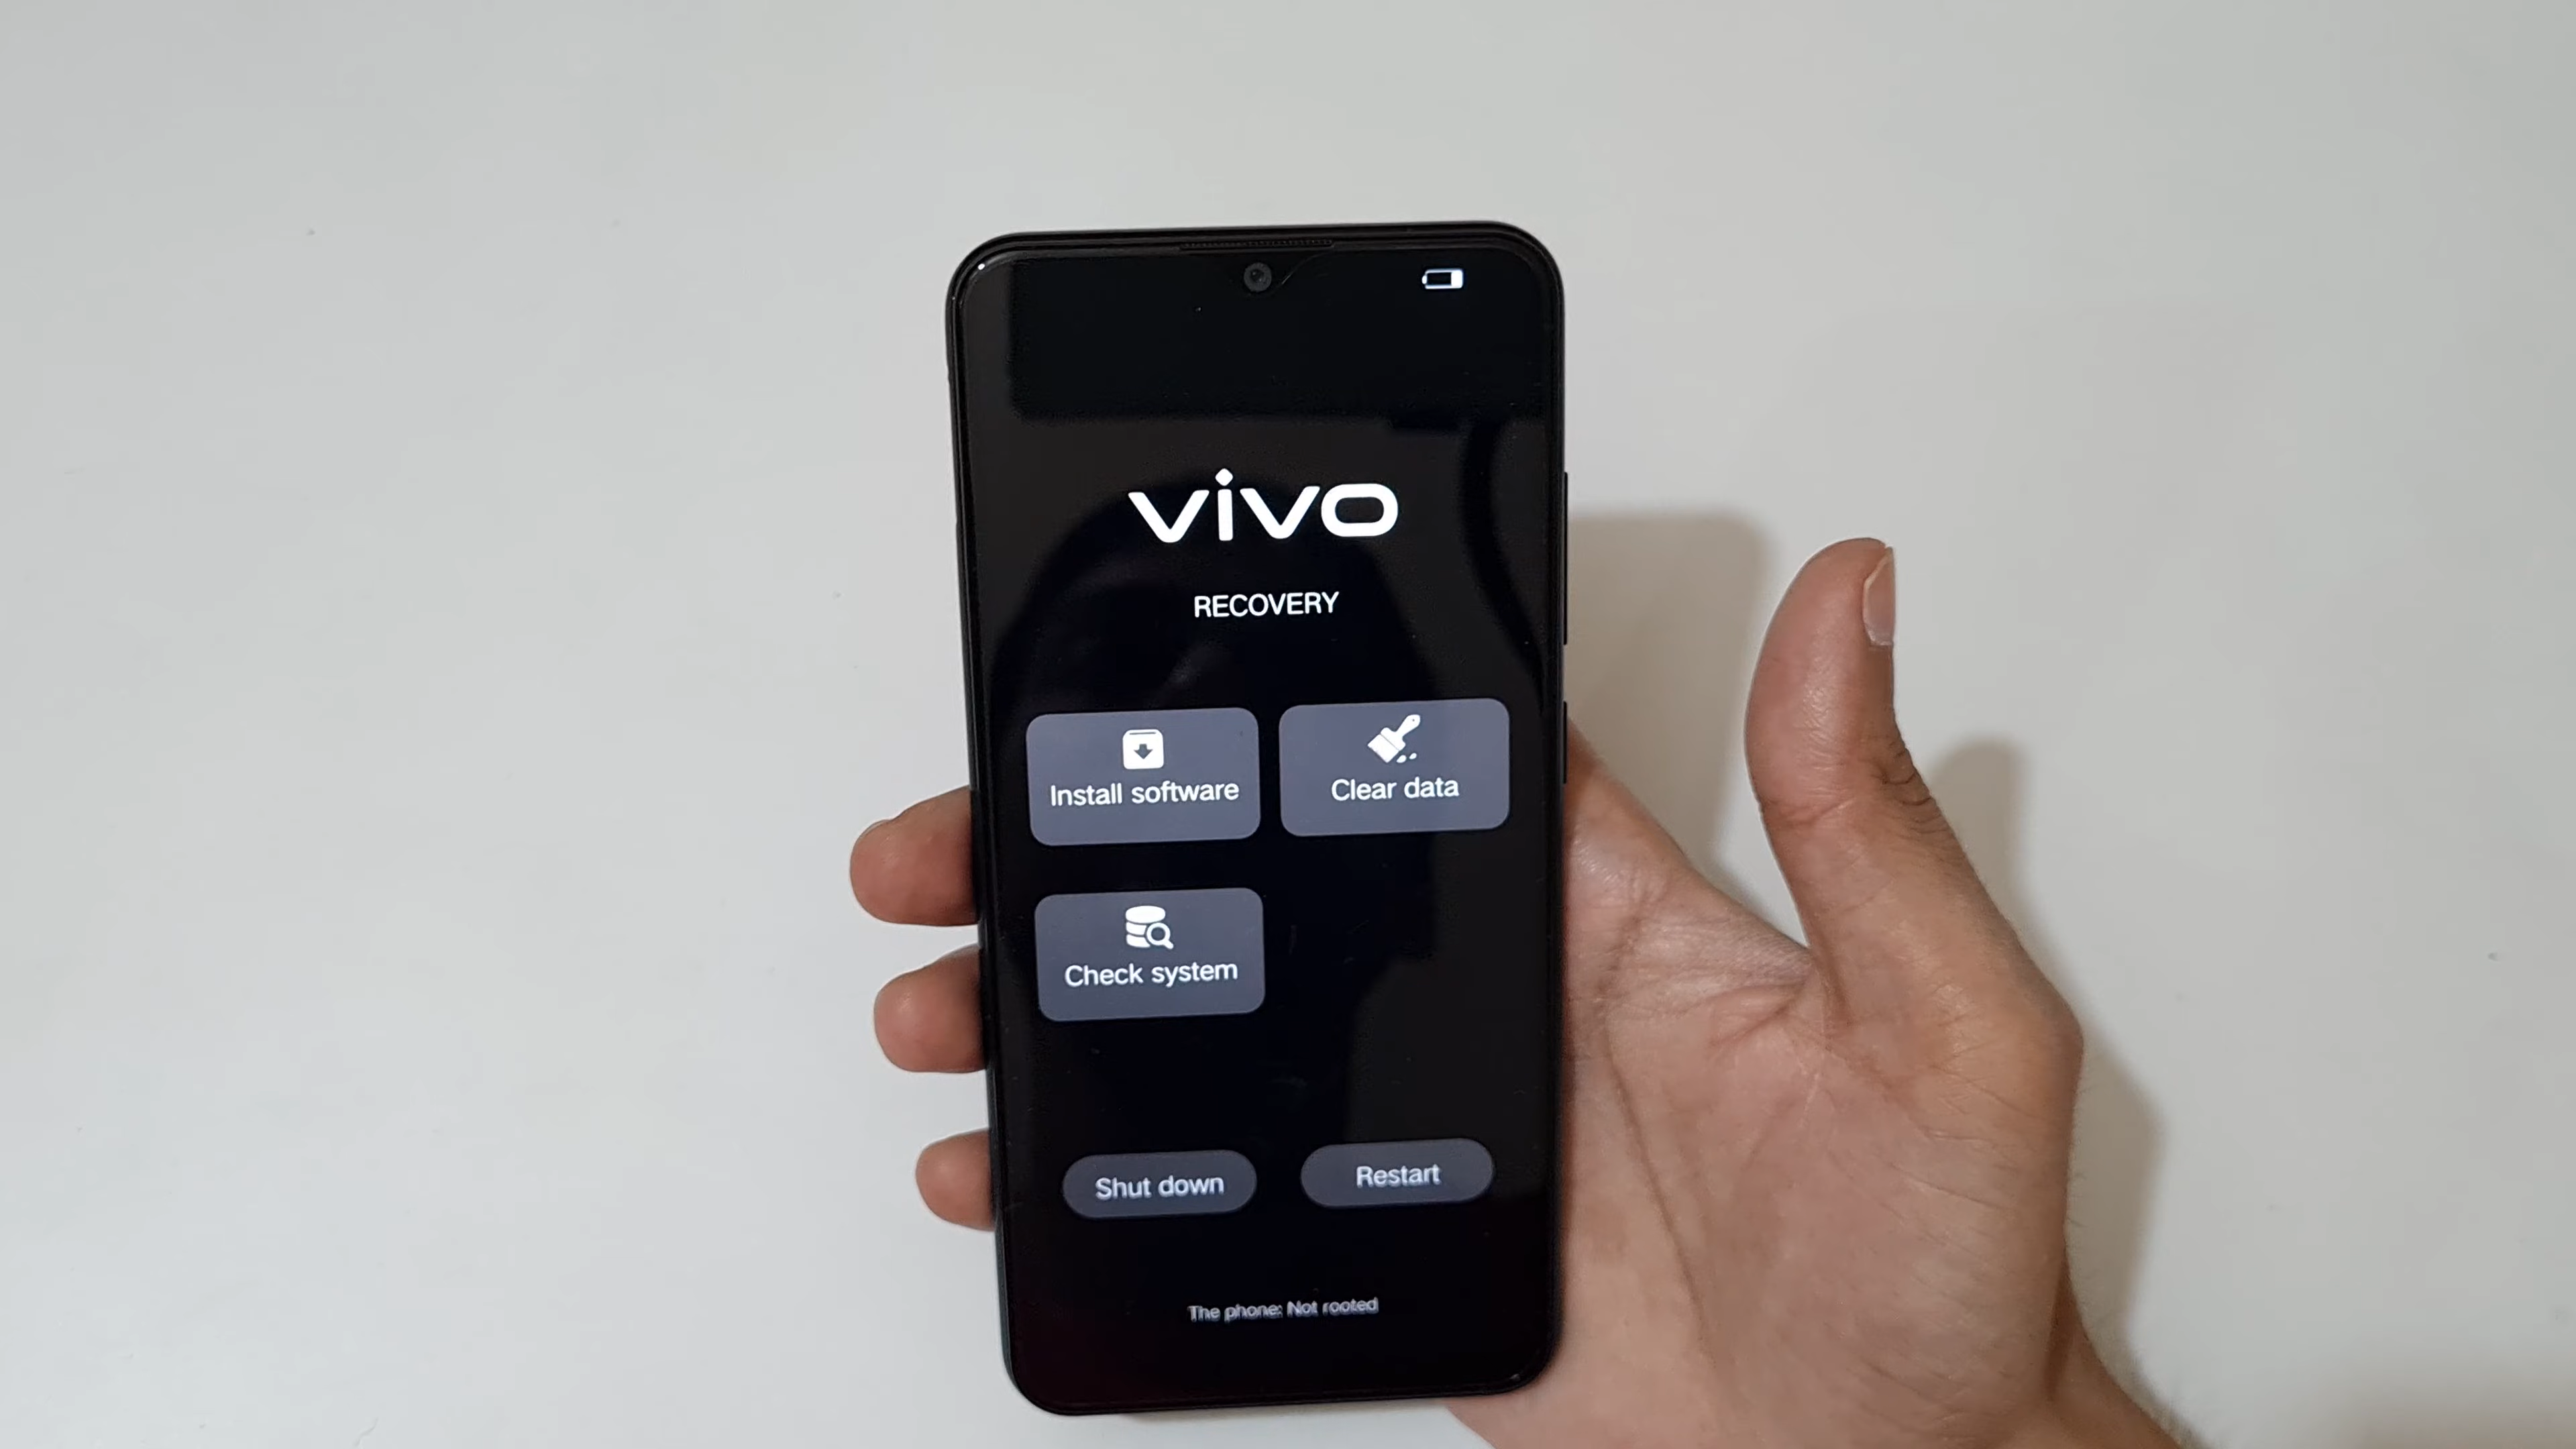 vivo
RECOVERY
Install software
Clear data
Check system
Shut down
Restart
The phone: Not rooted